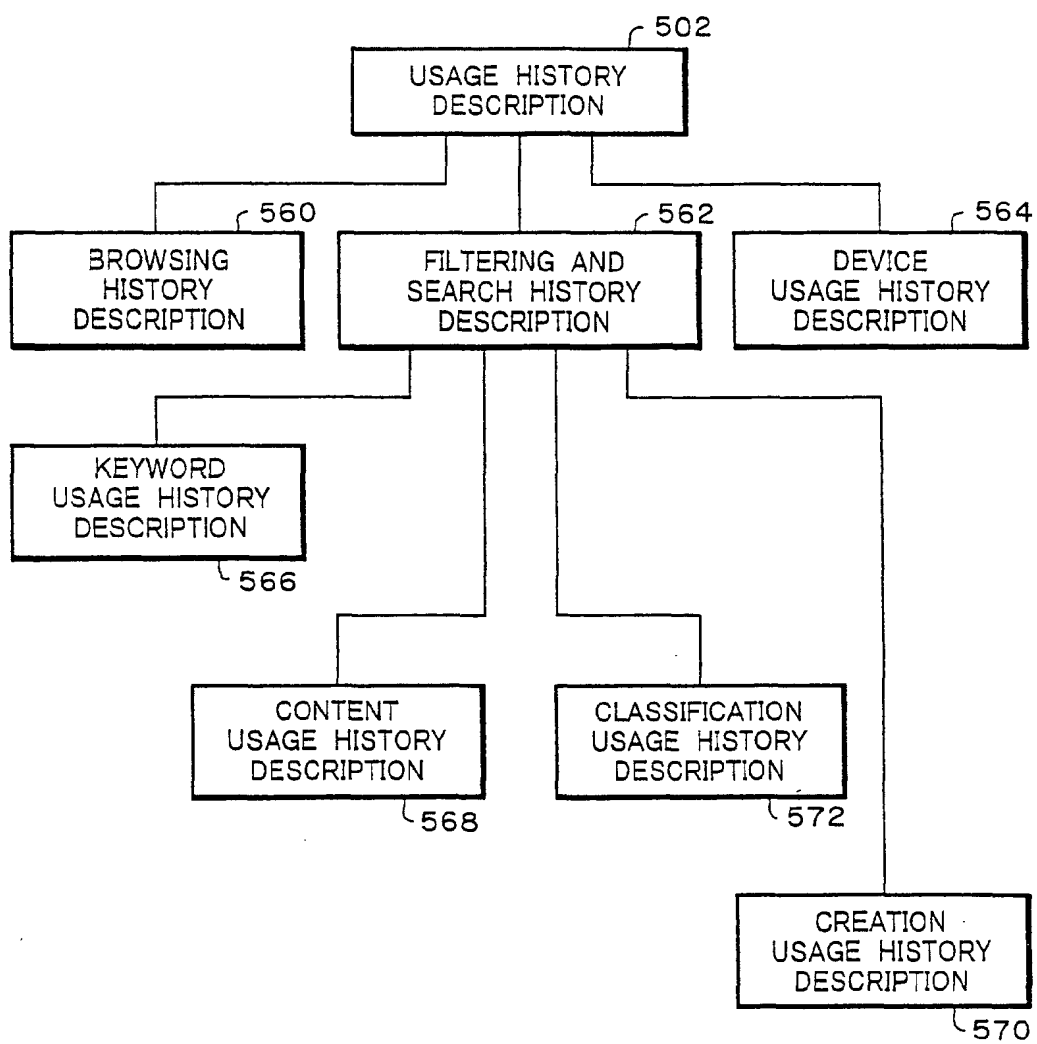 502
USAGE HISTORY
DESCRIPTION
560
BROWSING
HISTORY
DESCRIPTION
562
FILTERING AND
SEARCH HISTORY
DESCRIPTION
564
DEVICE
USAGE HISTORY
DESCRIPTION
KEYWORD
USAGE HISTORY
DESCRIPTION
566
CONTENT
USAGE HISTORY
DESCRIPTION
568
CLASSIFICATION
USAGE HISTORY
DESCRIPTION
572
CREATION
USAGE HISTORY
DESCRIPTION
570